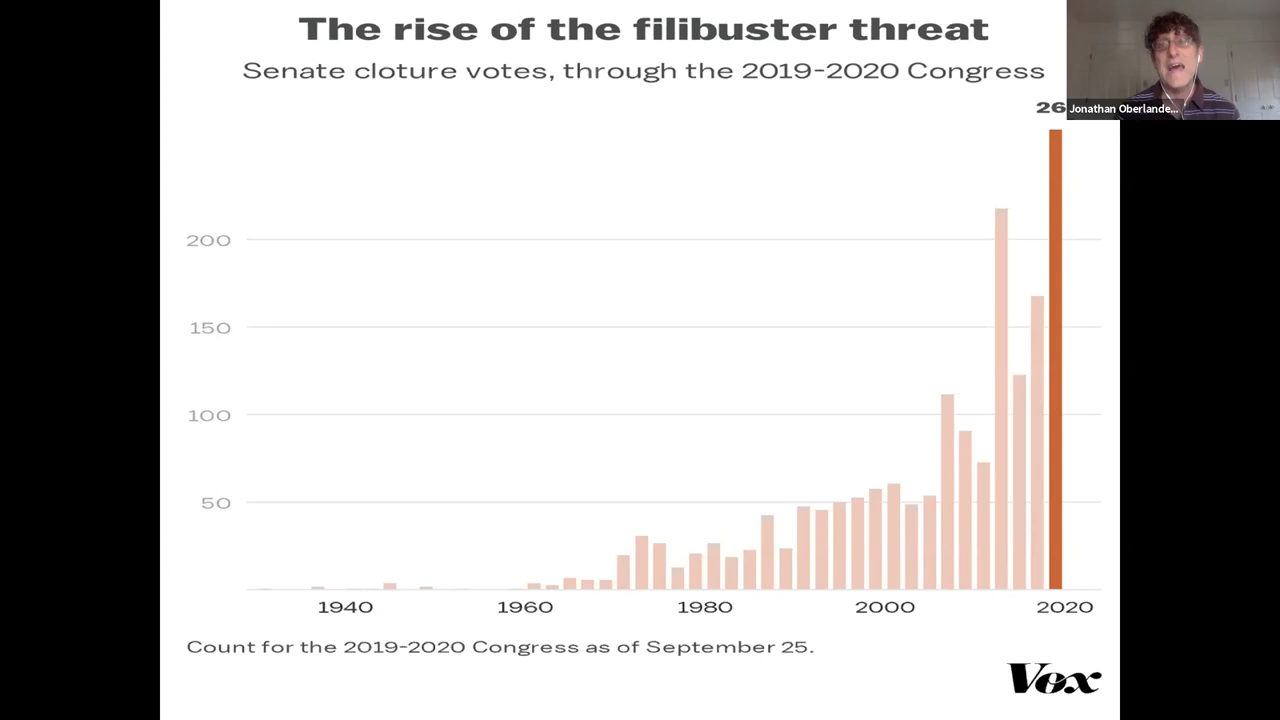 The rise of the filibuster threat
Senate cloture votes, through the 2019-2020 Congress
26
Jonathan Oberlande...
200
150
100
50
1940 1960 1980 2000 2020
Count for the 2019-2020 Congress as of September 25.
Vox